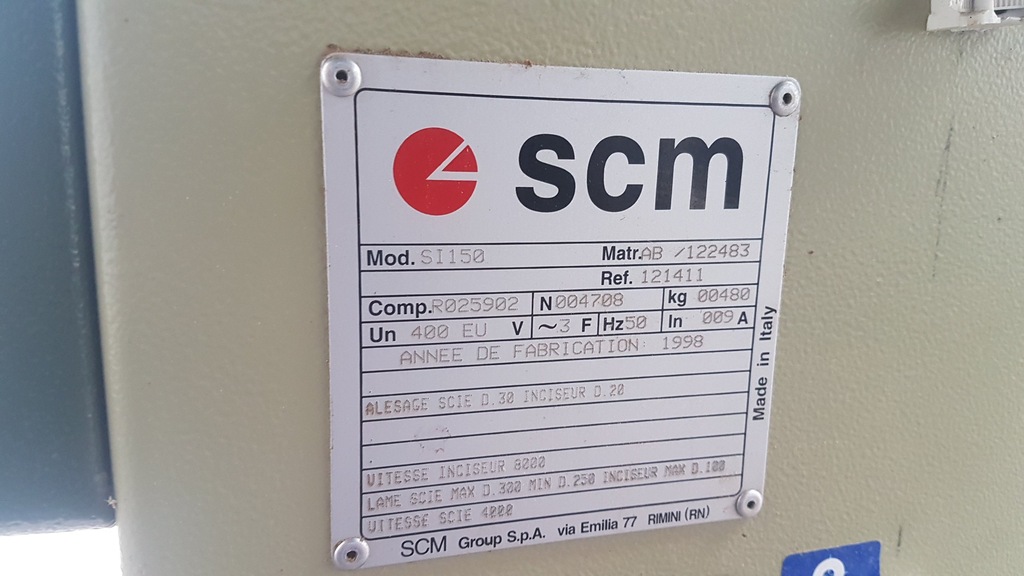 scm
Mod. SI150 Matr. AB /122483
Ref. 121411
Comp. R025902 N 004708 kg 00480
Un 400 EU V ~3 F Hz 50 In 009 A
ANNEE DE FABRICATION: 1998
ALESAGE SCIE D.30 INCISEUR D.20
VITESSE INCISEUR 8000
LAME SCIE MAX D.300 MIN D.250 INCISEUR MAX D.100
VITESSE SCIE 4000
SCM Group S.p.A. via Emilia 77 RIMINI (RN)
Made in Italy